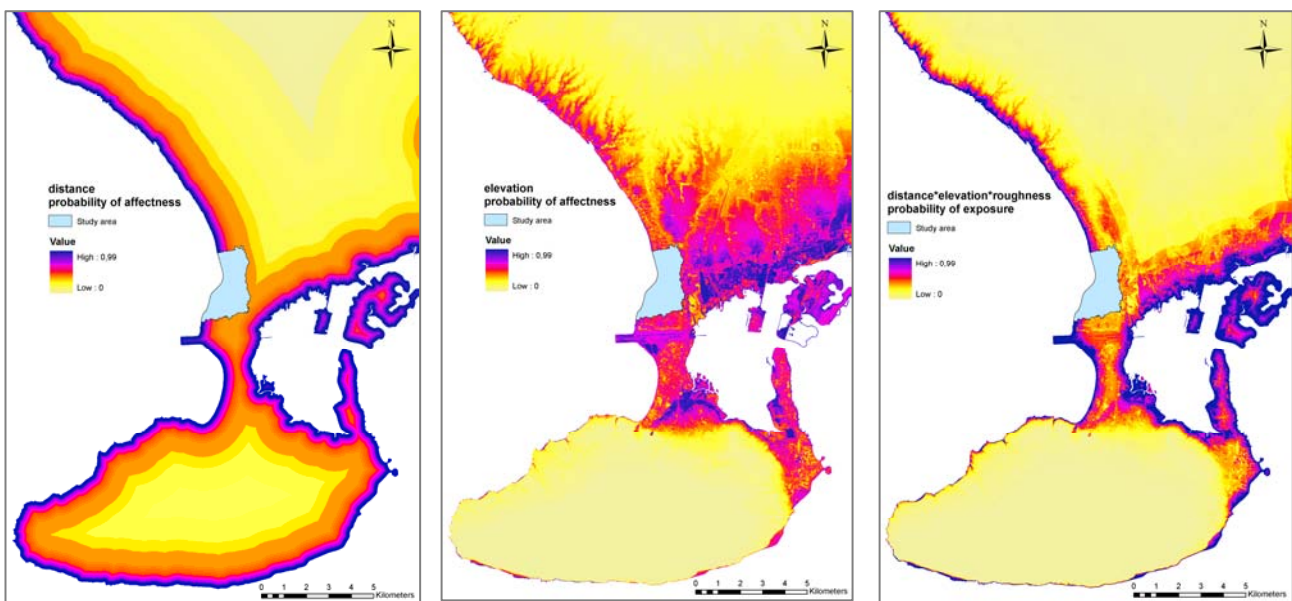 N
distance
probability of affectness
Study area
Value
High : 0,99
Low : 0
0 1 2 3 4 5
Kilometers
N
elevation
probability of affectness
Study area
Value
High : 0,99
Low : 0
0 1 2 3 4 5
Kilometers
N
distance*elevation*roughness
probability of exposure
Study area
Value
High : 0,99
Low : 0
0 1 2 3 4 5
Kilometers